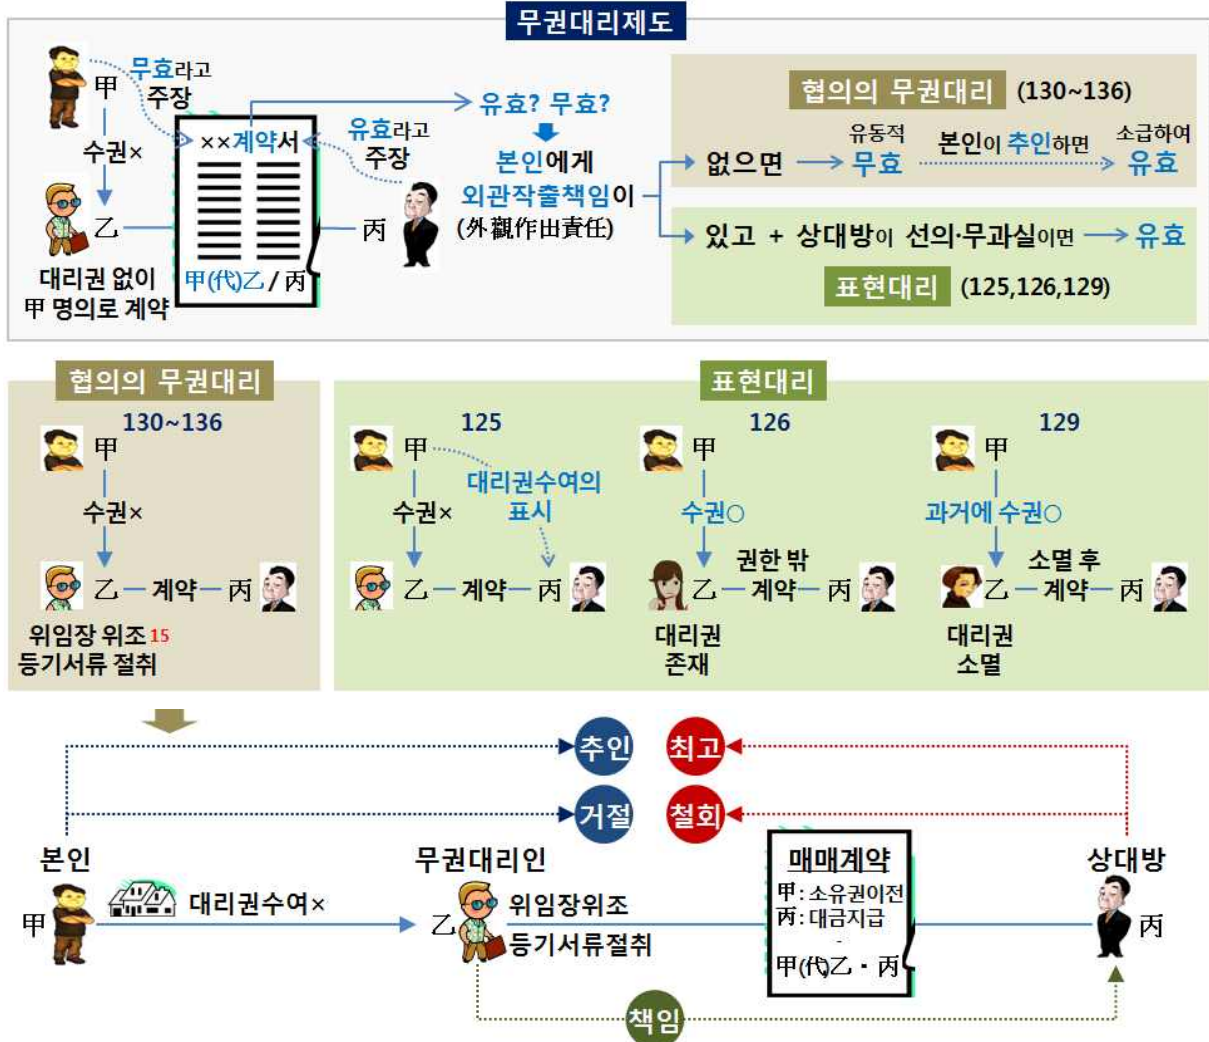 무권대리제도
甲
무효라고
주장
수권×
乙
대리권 없이
甲 명의로 계약
××계약서
甲(代)乙 / 丙
유효라고
주장
丙
유효? 무효?
본인에게
외관작출책임이
(外觀作出責任)
협의의 무권대리 (130~136)
없으면
유동적
무효
본인이 추인하면
소급하여
유효
있고 + 상대방이 선의·무과실이면
유효
표현대리 (125,126,129)
협의의 무권대리
130~136
甲
수권×
乙 계약 丙
위임장 위조 15
등기서류 절취
표현대리
125
甲
대리권수여의
표시
수권×
乙 계약 丙
126
甲
수권○
권한 밖
乙 계약 丙
대리권
존재
129
甲
과거에 수권○
소멸 후
乙 계약 丙
대리권
소멸
추인
최고
거절
철회
본인
甲
대리권수여×
무권대리인
乙
위임장위조
등기서류절취
매매계약
甲: 소유권이전
丙: 대금지급
甲(代)乙 · 丙
상대방
丙
책임